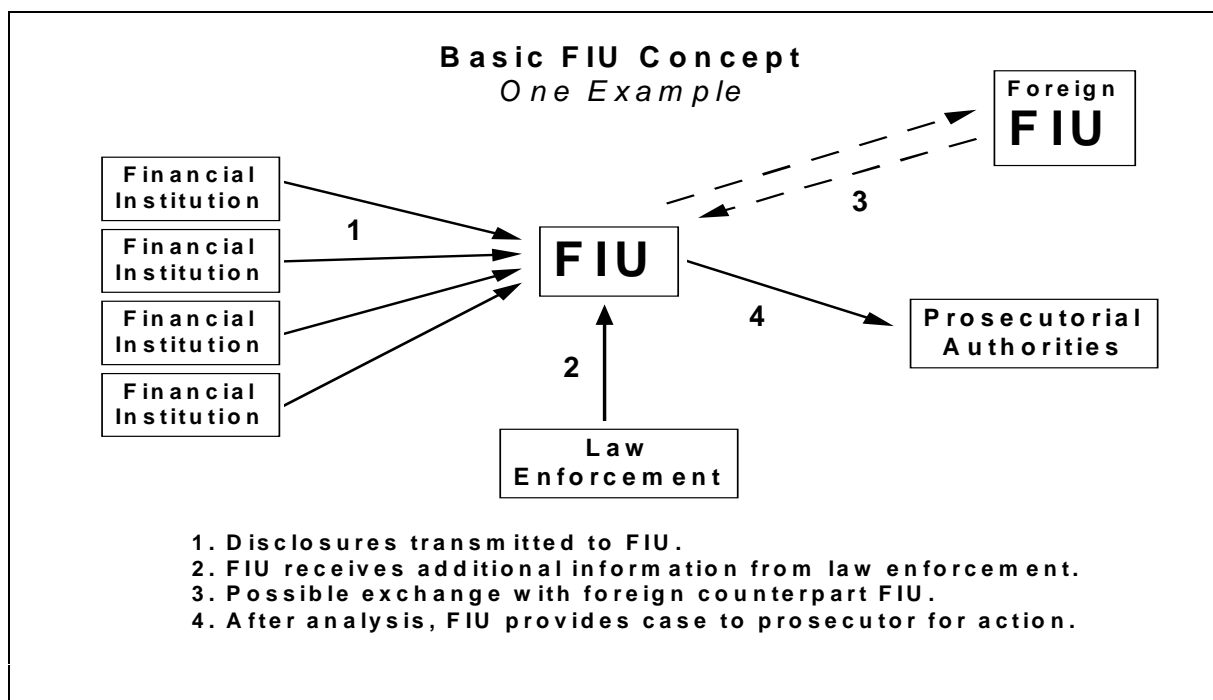 Basic FIU Concept
One Example
Foreign
FIU
Financial
Institution
Financial
Institution
Financial
Institution
Financial
Institution
1
3
FIU
4
Prosecutorial
Authorities
2
Law
Enforcement
1. Disclosures transmitted to FIU.
2. FIU receives additional information from law enforcement.
3. Possible exchange with foreign counterpart FIU.
4. After analysis, FIU provides case to prosecutor for action.